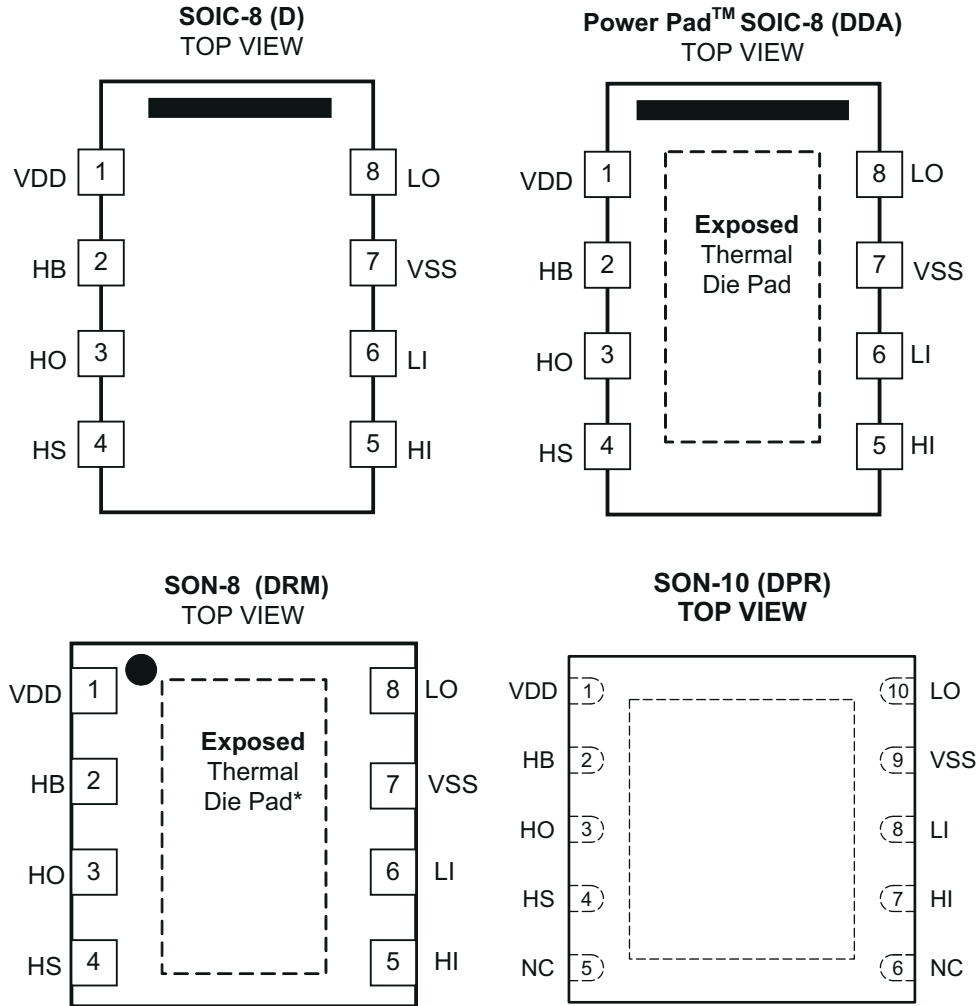 SOIC-8 (D)
TOP VIEW
VDD 1 8 LO
HB 2 7 VSS
HO 3 6 LI
HS 4 5 HI
Power Pad™ SOIC-8 (DDA)
TOP VIEW
VDD 1 8 LO
Exposed
Thermal
Die Pad
HB 2 7 VSS
HO 3 6 LI
HS 4 5 HI
SON-8 (DRM)
TOP VIEW
VDD 1 8 LO
Exposed
Thermal
Die Pad*
HB 2 7 VSS
HO 3 6 LI
HS 4 5 HI
SON-10 (DPR)
TOP VIEW
VDD 1 10 LO
HB 2 9 VSS
HO 3 8 LI
HS 4 7 HI
NC 5 6 NC